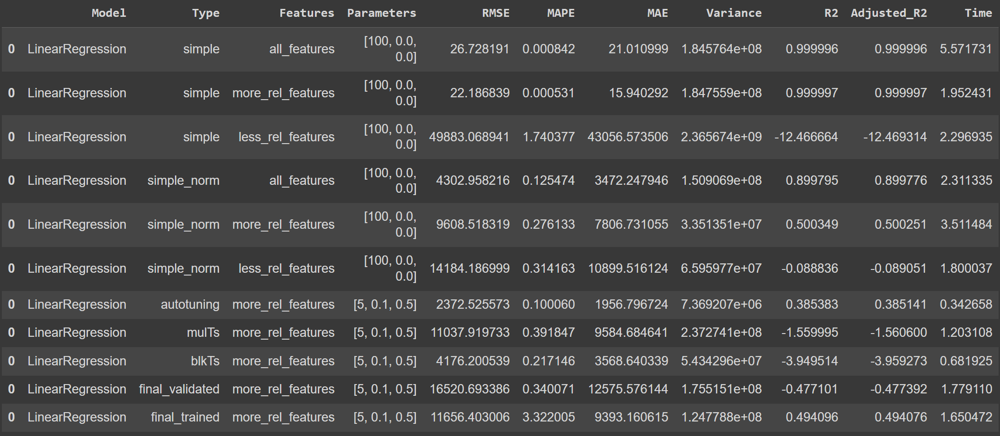 Model Type Features Parameters RMSE MAPE MAE Variance R2 Adjusted_R2 Time
0 LinearRegression simple all_features [100, 0.0, 0.0] 26.728191 0.000842 21.010999 1.845764e+08 0.999996 0.999996 5.571731
0 LinearRegression simple more_rel_features [100, 0.0, 0.0] 22.186839 0.000531 15.940292 1.847559e+08 0.999997 0.999997 1.952431
0 LinearRegression simple less_rel_features [100, 0.0, 0.0] 49883.068941 1.740377 43056.573506 2.365674e+09 -12.466664 -12.469314 2.296935
0 LinearRegression simple_norm all_features [100, 0.0, 0.0] 4302.958216 0.125474 3472.247946 1.509069e+08 0.899795 0.899776 2.311335
0 LinearRegression simple_norm more_rel_features [100, 0.0, 0.0] 9608.518319 0.276133 7806.731055 3.351351e+07 0.500349 0.500251 3.511484
0 LinearRegression simple_norm less_rel_features [100, 0.0, 0.0] 14184.186999 0.314163 10899.516124 6.595977e+07 -0.088836 -0.089051 1.800037
0 LinearRegression autotuning more_rel_features [5, 0.1, 0.5] 2372.525573 0.100060 1956.796724 7.369207e+06 0.385383 0.385141 0.342658
0 LinearRegression mulTs more_rel_features [5, 0.1, 0.5] 11037.919733 0.391847 9584.684641 2.372741e+08 -1.559995 -1.560600 1.203108
0 LinearRegression blkTs more_rel_features [5, 0.1, 0.5] 4176.200539 0.217146 3568.640339 5.434296e+07 -3.949514 -3.959273 0.681925
0 LinearRegression final_validated more_rel_features [5, 0.1, 0.5] 16520.693386 0.340071 12575.576144 1.755151e+08 -0.477101 -0.477392 1.779110
0 LinearRegression final_trained more_rel_features [5, 0.1, 0.5] 11656.403006 3.322005 9393.160615 1.247788e+08 0.494096 0.494076 1.650472